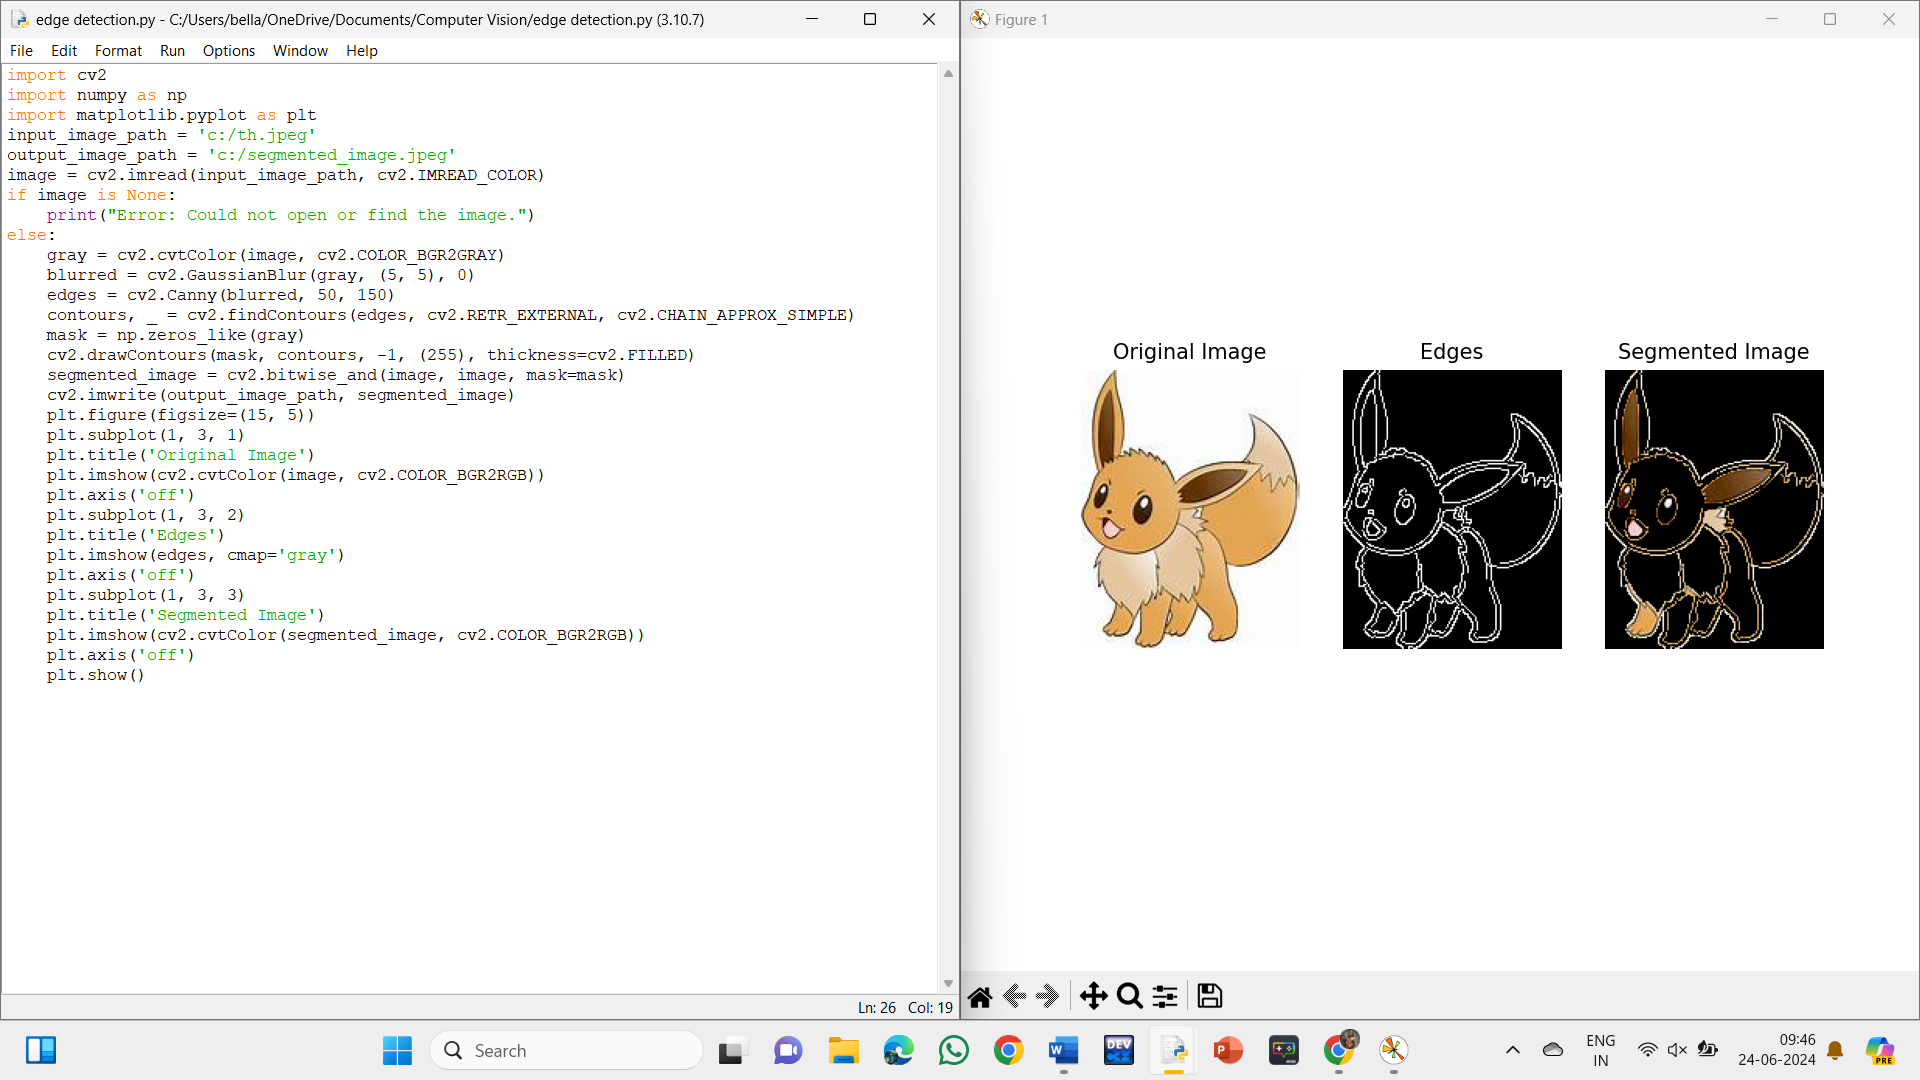 edge detection.py - C:/Users/bella/OneDrive/Documents/Computer Vision/edge detection.py (3.10.7)
File Edit Format Run Options Window Help
import cv2
import numpy as np
import matplotlib.pyplot as plt
input_image_path = 'c:/th.jpeg'
output_image_path = 'c:/segmented_image.jpeg'
image = cv2.imread(input_image_path, cv2.IMREAD_COLOR)
if image is None:
    print("Error: Could not open or find the image.")
else:
    gray = cv2.cvtColor(image, cv2.COLOR_BGR2GRAY)
    blurred = cv2.GaussianBlur(gray, (5, 5), 0)
    edges = cv2.Canny(blurred, 50, 150)
    contours, _ = cv2.findContours(edges, cv2.RETR_EXTERNAL, cv2.CHAIN_APPROX_SIMPLE)
    mask = np.zeros_like(gray)
    cv2.drawContours(mask, contours, -1, (255), thickness=cv2.FILLED)
    segmented_image = cv2.bitwise_and(image, image, mask=mask)
    cv2.imwrite(output_image_path, segmented_image)
    plt.figure(figsize=(15, 5))
    plt.subplot(1, 3, 1)
    plt.title('Original Image')
    plt.imshow(cv2.cvtColor(image, cv2.COLOR_BGR2RGB))
    plt.axis('off')
    plt.subplot(1, 3, 2)
    plt.title('Edges')
    plt.imshow(edges, cmap='gray')
    plt.axis('off')
    plt.subplot(1, 3, 3)
    plt.title('Segmented Image')
    plt.imshow(cv2.cvtColor(segmented_image, cv2.COLOR_BGR2RGB))
    plt.axis('off')
    plt.show()
Ln: 26 Col: 19
Figure 1
Original Image Edges Segmented Image
Search
W
DEV
C++
P
ENG
IN
09:46
24-06-2024
PRE